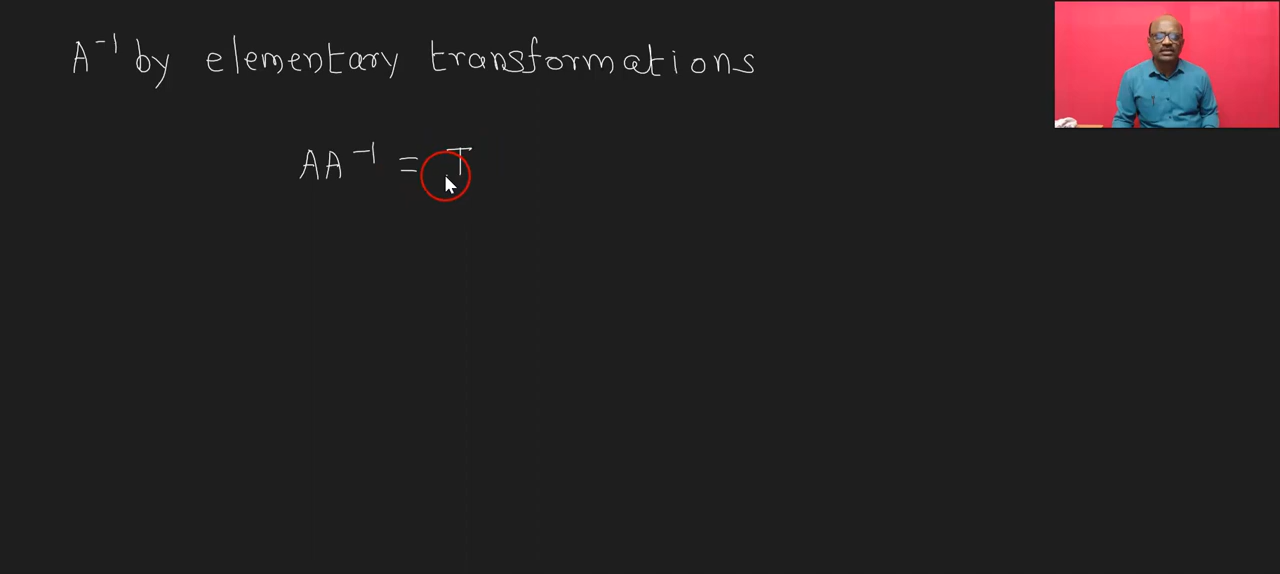 A⁻¹ by elementary transformations
AA⁻¹ = T